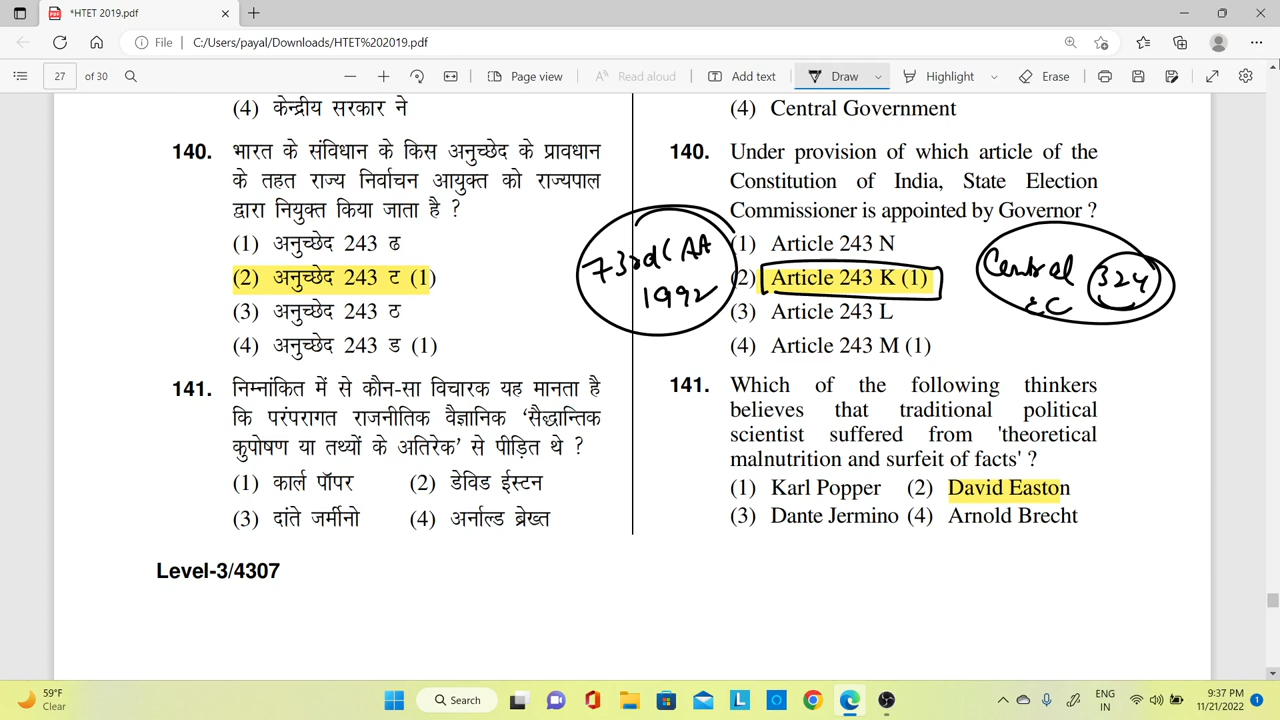 *HTET 2019.pdf
File C:/Users/payal/Downloads/HTET%202019.pdf
27 of 30 Page view Read aloud Add text Draw Highlight Erase
(4) केन्द्रीय सरकार ने
140. भारत के संविधान के किस अनुच्छेद के प्रावधान
के तहत राज्य निर्वाचन आयुक्त को राज्यपाल
द्वारा नियुक्त किया जाता है ?
(1) अनुच्छेद 243 ढ
(2) अनुच्छेद 243 ट (1)
(3) अनुच्छेद 243 ठ
(4) अनुच्छेद 243 ड (1)
141. निम्नांकित में से कौन-सा विचारक यह मानता है
कि परंपरागत राजनीतिक वैज्ञानिक 'सैद्धान्तिक
कुपोषण या तथ्यों के अतिरेक' से पीड़ित थे ?
(1) कार्ल पॉपर (2) डेविड ईस्टन
(3) दांते जर्मीनो (4) अर्नाल्ड ब्रेख्त
Level-3/4307
(4) Central Government
140. Under provision of which article of the
Constitution of India, State Election
Commissioner is appointed by Governor ?
(1) Article 243 N
(2) Article 243 K (1)
(3) Article 243 L
(4) Article 243 M (1)
73rd CAA
1992
Central
EC 324
141. Which of the following thinkers
believes that traditional political
scientist suffered from 'theoretical
malnutrition and surfeit of facts' ?
(1) Karl Popper (2) David Easton
(3) Dante Jermino (4) Arnold Brecht
59°F
Clear
Search
ENG
IN
9:37 PM
11/21/2022
1